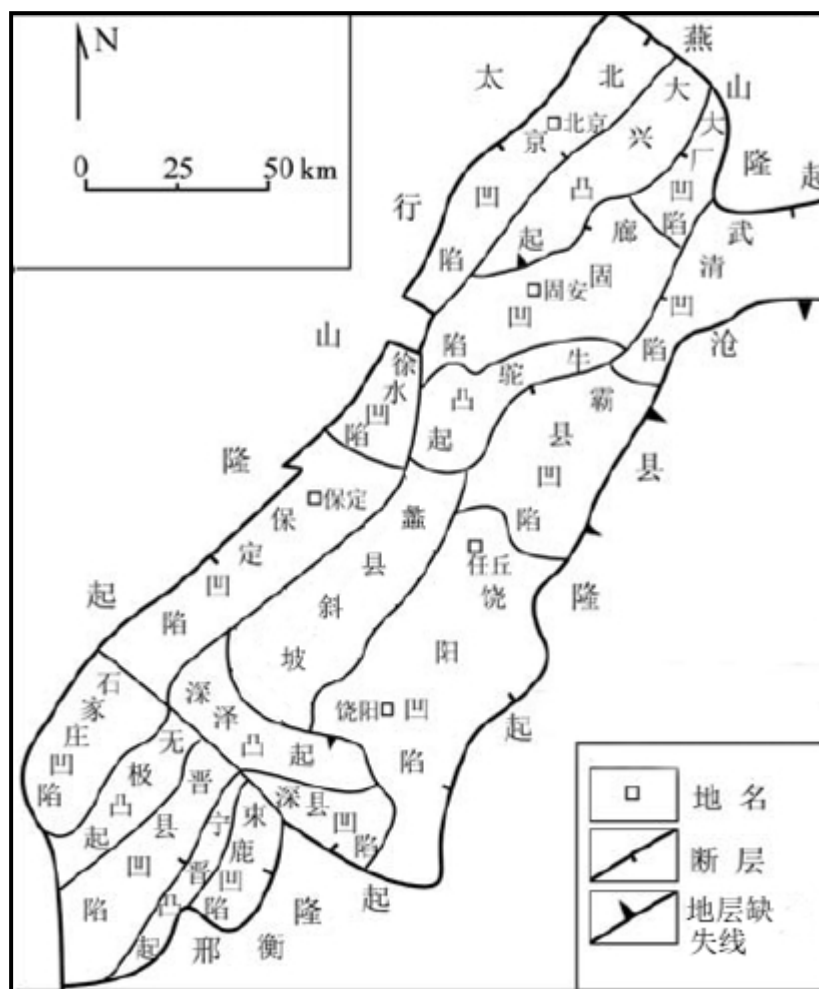 N
0 25 50 km
太行山隆起
燕山隆起
北京凹陷
北京
大兴凸起
大厂凹陷
武清凹陷
廊固凹陷
固安
沧县隆起
徐水凹陷
牛驼凸起
霸县凹陷
保定
保定凹陷
蠡县斜坡
任丘
饶阳凹陷
饶阳
石家庄凹陷
深泽凸起
无极凸起
晋县凹陷
宁晋凸起
束鹿凹陷
深县凹陷
邢衡隆起
地名
断层
地层缺
失线